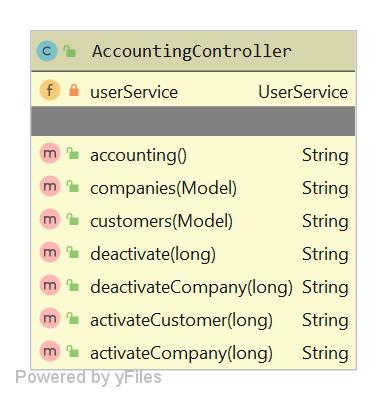 c AccountingController
f userService UserService
m accounting() String
m companies(Model) String
m customers(Model) String
m deactivate(long) String
m deactivateCompany(long) String
m activateCustomer(long) String
m activateCompany(long) String
Powered by yFiles